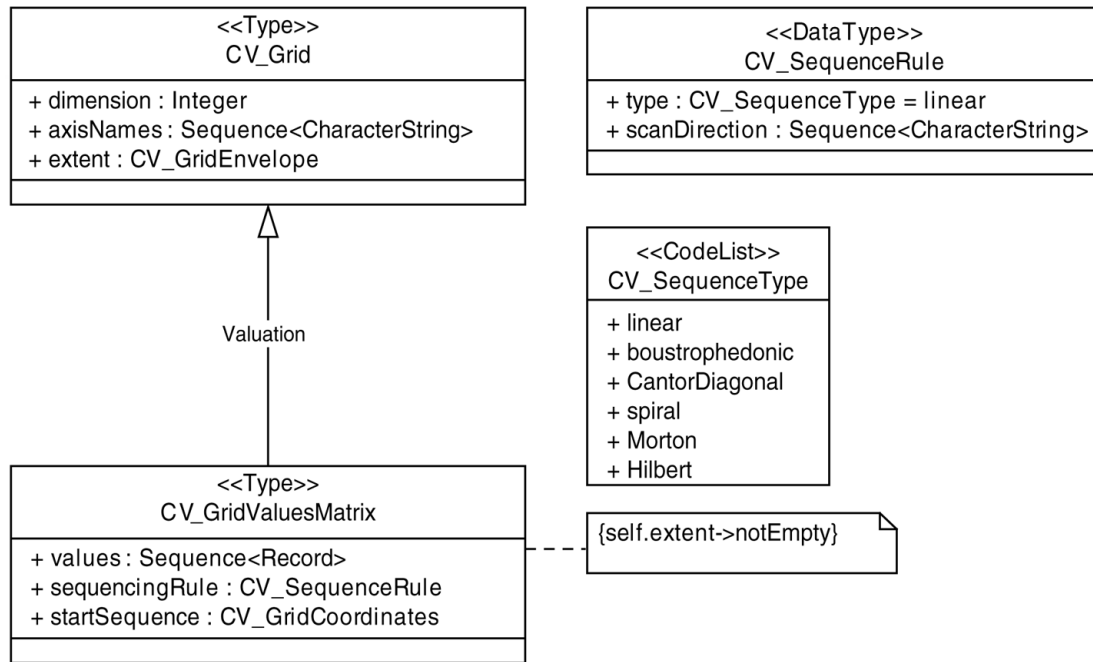 <<Type>>
CV_Grid
+ dimension : Integer
+ axisNames : Sequence<CharacterString>
+ extent : CV_GridEnvelope
<<DataType>>
CV_SequenceRule
+ type : CV_SequenceType = linear
+ scanDirection : Sequence<CharacterString>
Valuation
<<CodeList>>
CV_SequenceType
+ linear
+ boustrophedonic
+ CantorDiagonal
+ spiral
+ Morton
+ Hilbert
<<Type>>
CV_GridValuesMatrix
+ values : Sequence<Record>
+ sequencingRule : CV_SequenceRule
+ startSequence : CV_GridCoordinates
{self.extent->notEmpty}